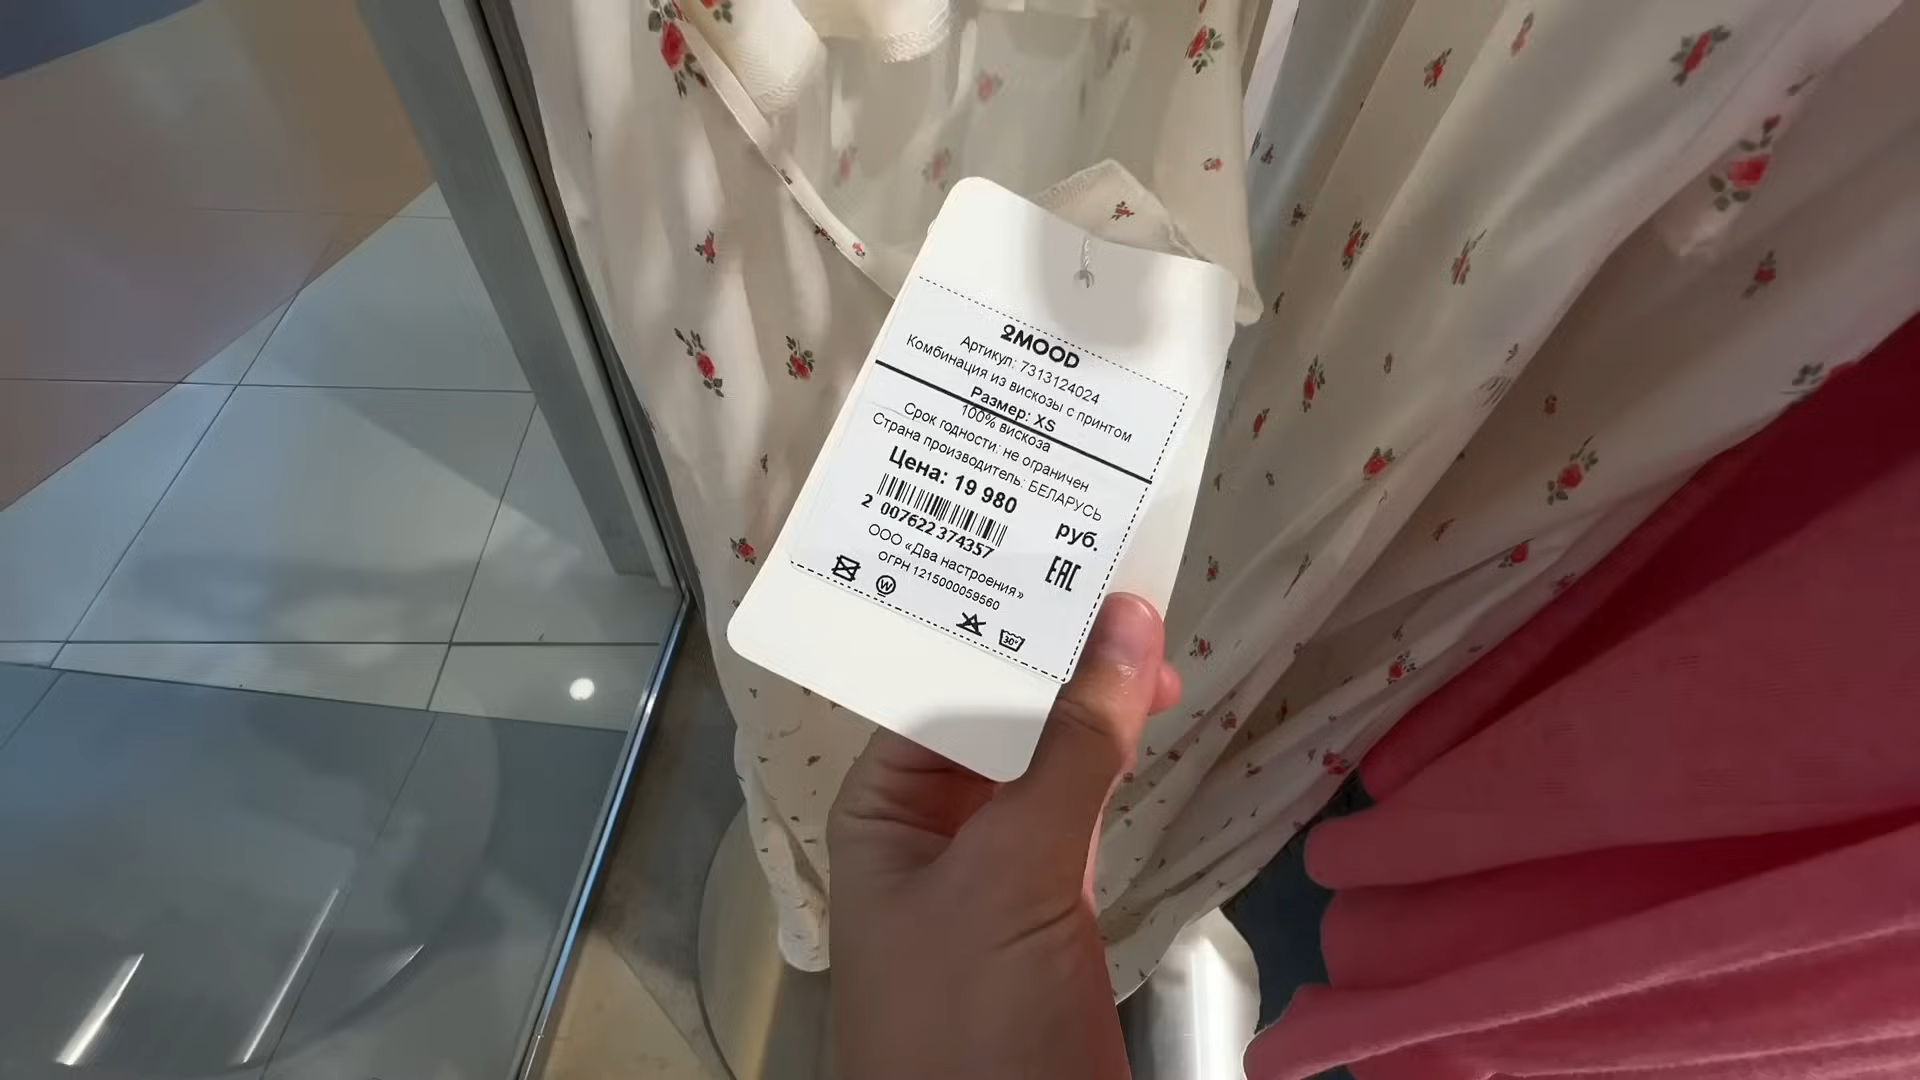 2MOOD
Артикул: 7313124024
Комбинация из вискозы с принтом
Размер: XS
100% вискоза
Срок годности: не ограничен
Страна производитель: БЕЛАРУСЬ
Цена: 19 980 руб.
2 007622 374357
EAC
ООО «Два настроения»
ОГРН 1215000059560
W
30°